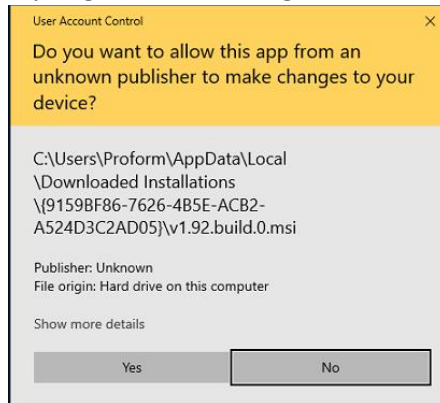 User Account Control
Do you want to allow this app from an
unknown publisher to make changes to your
device?
C:\Users\Proform\AppData\Local
\Downloaded Installations
\{9159BF86-7626-4B5E-ACB2-
A524D3C2AD05}\v1.92.build.0.msi
Publisher: Unknown
File origin: Hard drive on this computer
Show more details
Yes
No